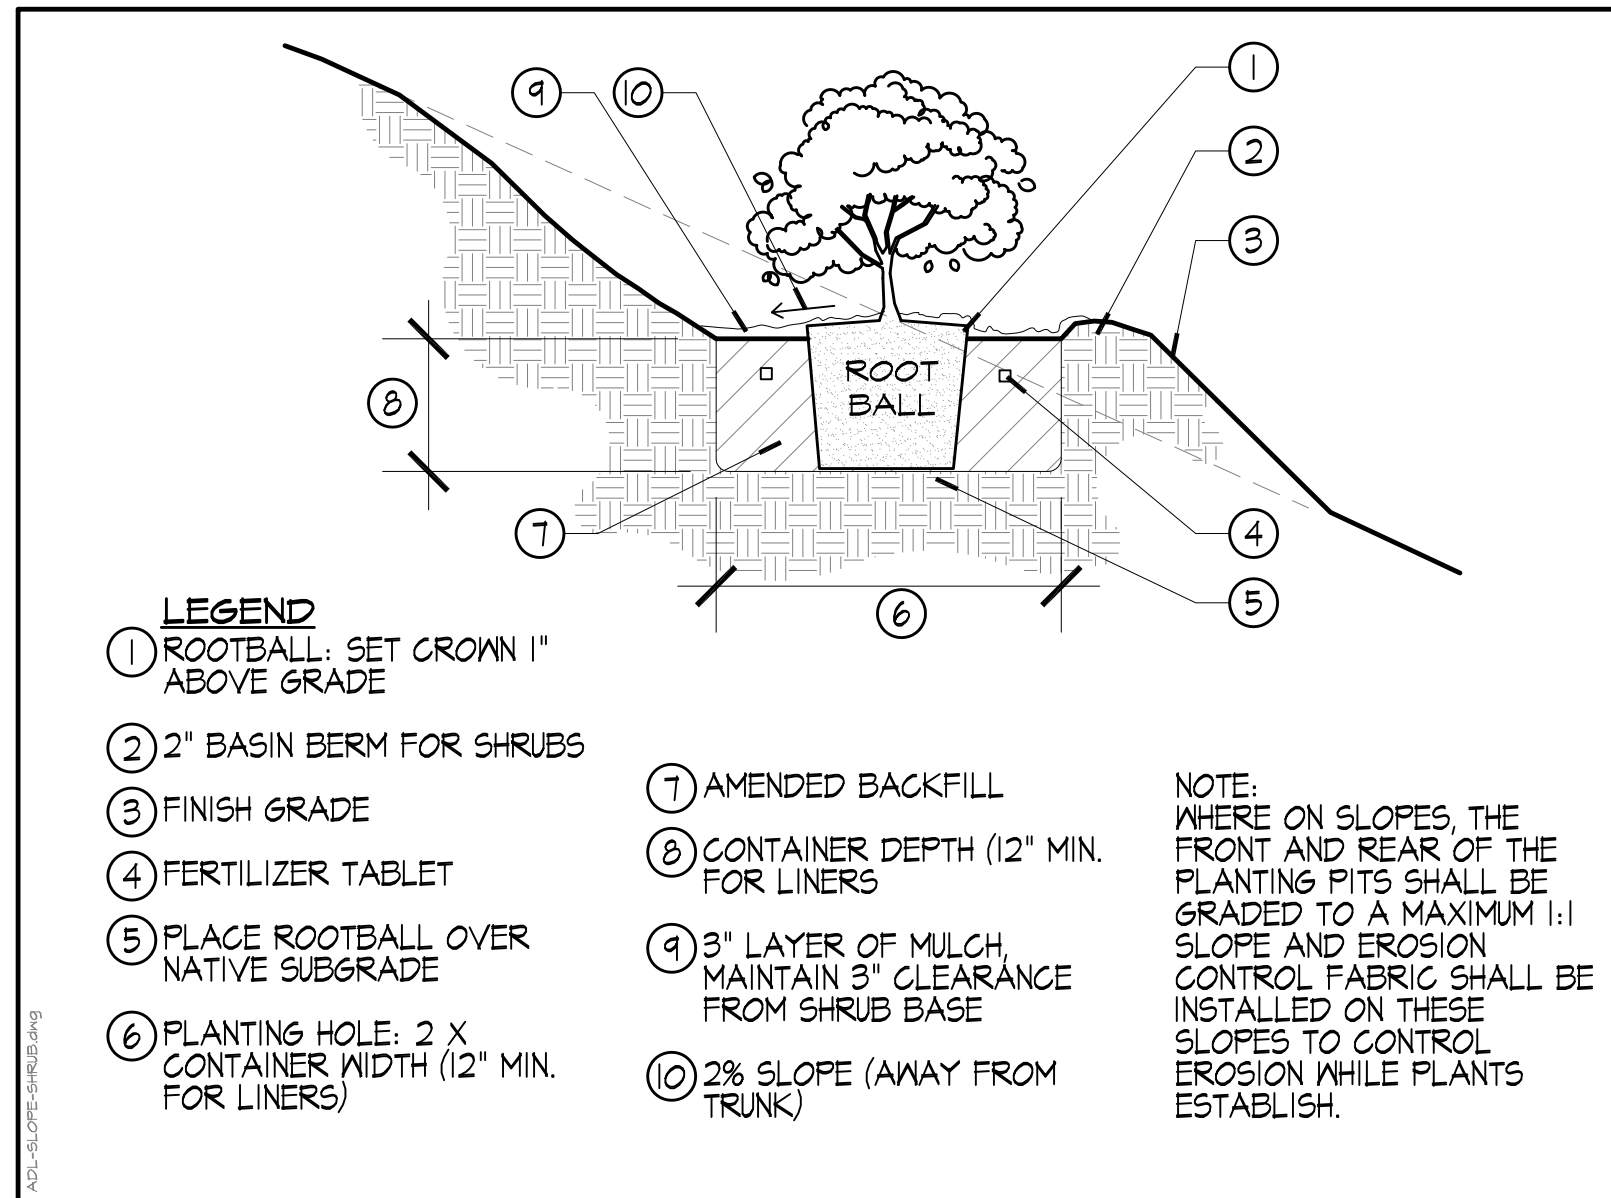 9
10
1
2
3
ROOT
BALL
8
7
4
5
6
LEGEND
1 ROOTBALL: SET CROWN 1"
ABOVE GRADE
2 2" BASIN BERM FOR SHRUBS
3 FINISH GRADE
4 FERTILIZER TABLET
5 PLACE ROOTBALL OVER
NATIVE SUBGRADE
6 PLANTING HOLE: 2 X
CONTAINER WIDTH (12" MIN.
FOR LINERS)
7 AMENDED BACKFILL
8 CONTAINER DEPTH (12" MIN.
FOR LINERS
9 3" LAYER OF MULCH,
MAINTAIN 3" CLEARANCE
FROM SHRUB BASE
10 2% SLOPE (AWAY FROM
TRUNK)
NOTE:
WHERE ON SLOPES, THE
FRONT AND REAR OF THE
PLANTING PITS SHALL BE
GRADED TO A MAXIMUM 1:1
SLOPE AND EROSION
CONTROL FABRIC SHALL BE
INSTALLED ON THESE
SLOPES TO CONTROL
EROSION WHILE PLANTS
ESTABLISH.
ADL-SLOPE-SHRUB.dwg